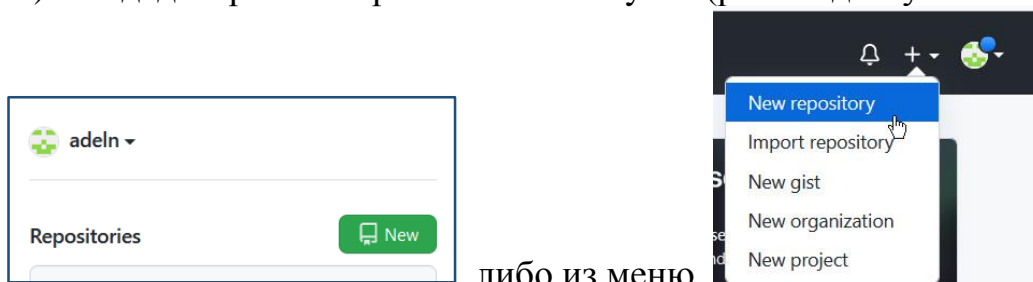 adeln
Repositories
New
либо из меню
New repository
Import repository
New gist
New organization
New project